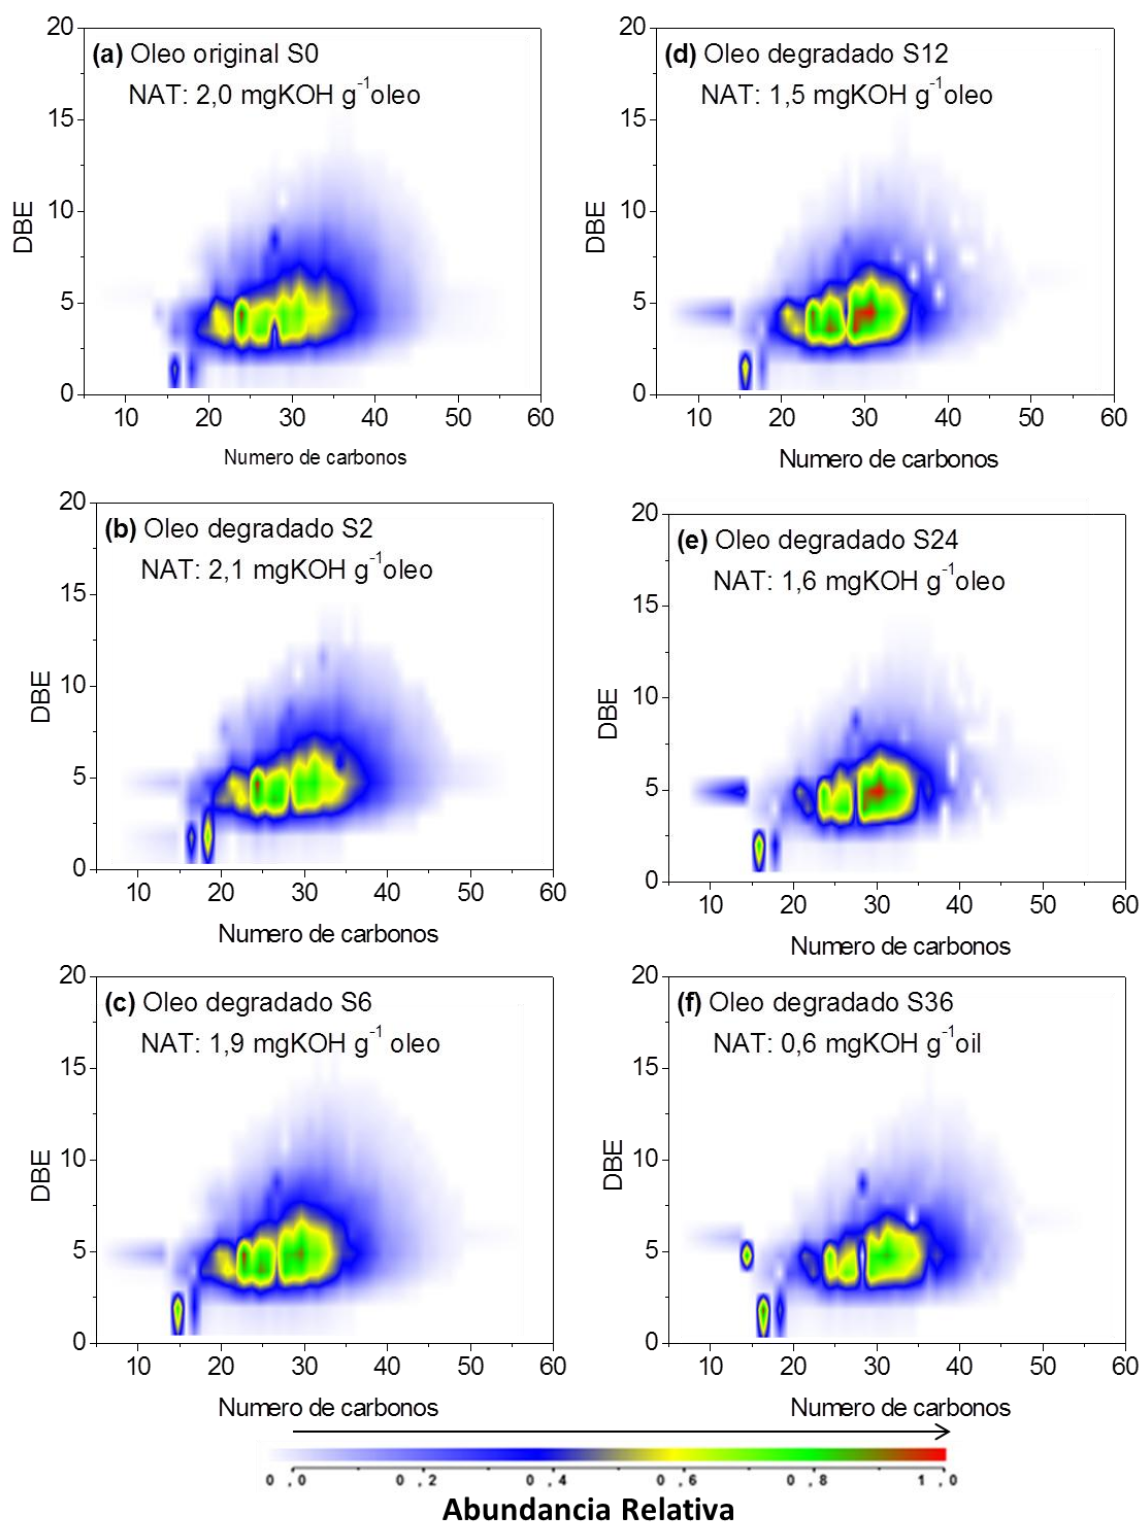 20
15
10
5
0
DBE
(a) Oleo original S0
NAT: 2,0 mgKOH g-1oleo
10 20 30 40 50 60
Numero de carbonos
20
15
10
5
0
DBE
(d) Oleo degradado S12
NAT: 1,5 mgKOH g-1oleo
10 20 30 40 50 60
Numero de carbonos
20
15
10
5
0
DBE
(b) Oleo degradado S2
NAT: 2,1 mgKOH g-1oleo
10 20 30 40 50 60
Numero de carbonos
20
15
10
5
0
DBE
(e) Oleo degradado S24
NAT: 1,6 mgKOH g-1oleo
10 20 30 40 50 60
Numero de carbonos
20
15
10
5
0
DBE
(c) Oleo degradado S6
NAT: 1,9 mgKOH g-1 oleo
10 20 30 40 50 60
Numero de carbonos
20
15
10
5
0
DBE
(f) Oleo degradado S36
NAT: 0,6 mgKOH g-1oil
10 20 30 40 50 60
Numero de carbonos
0,0 0,2 0,4 0,6 0,8 1,0
Abundancia Relativa